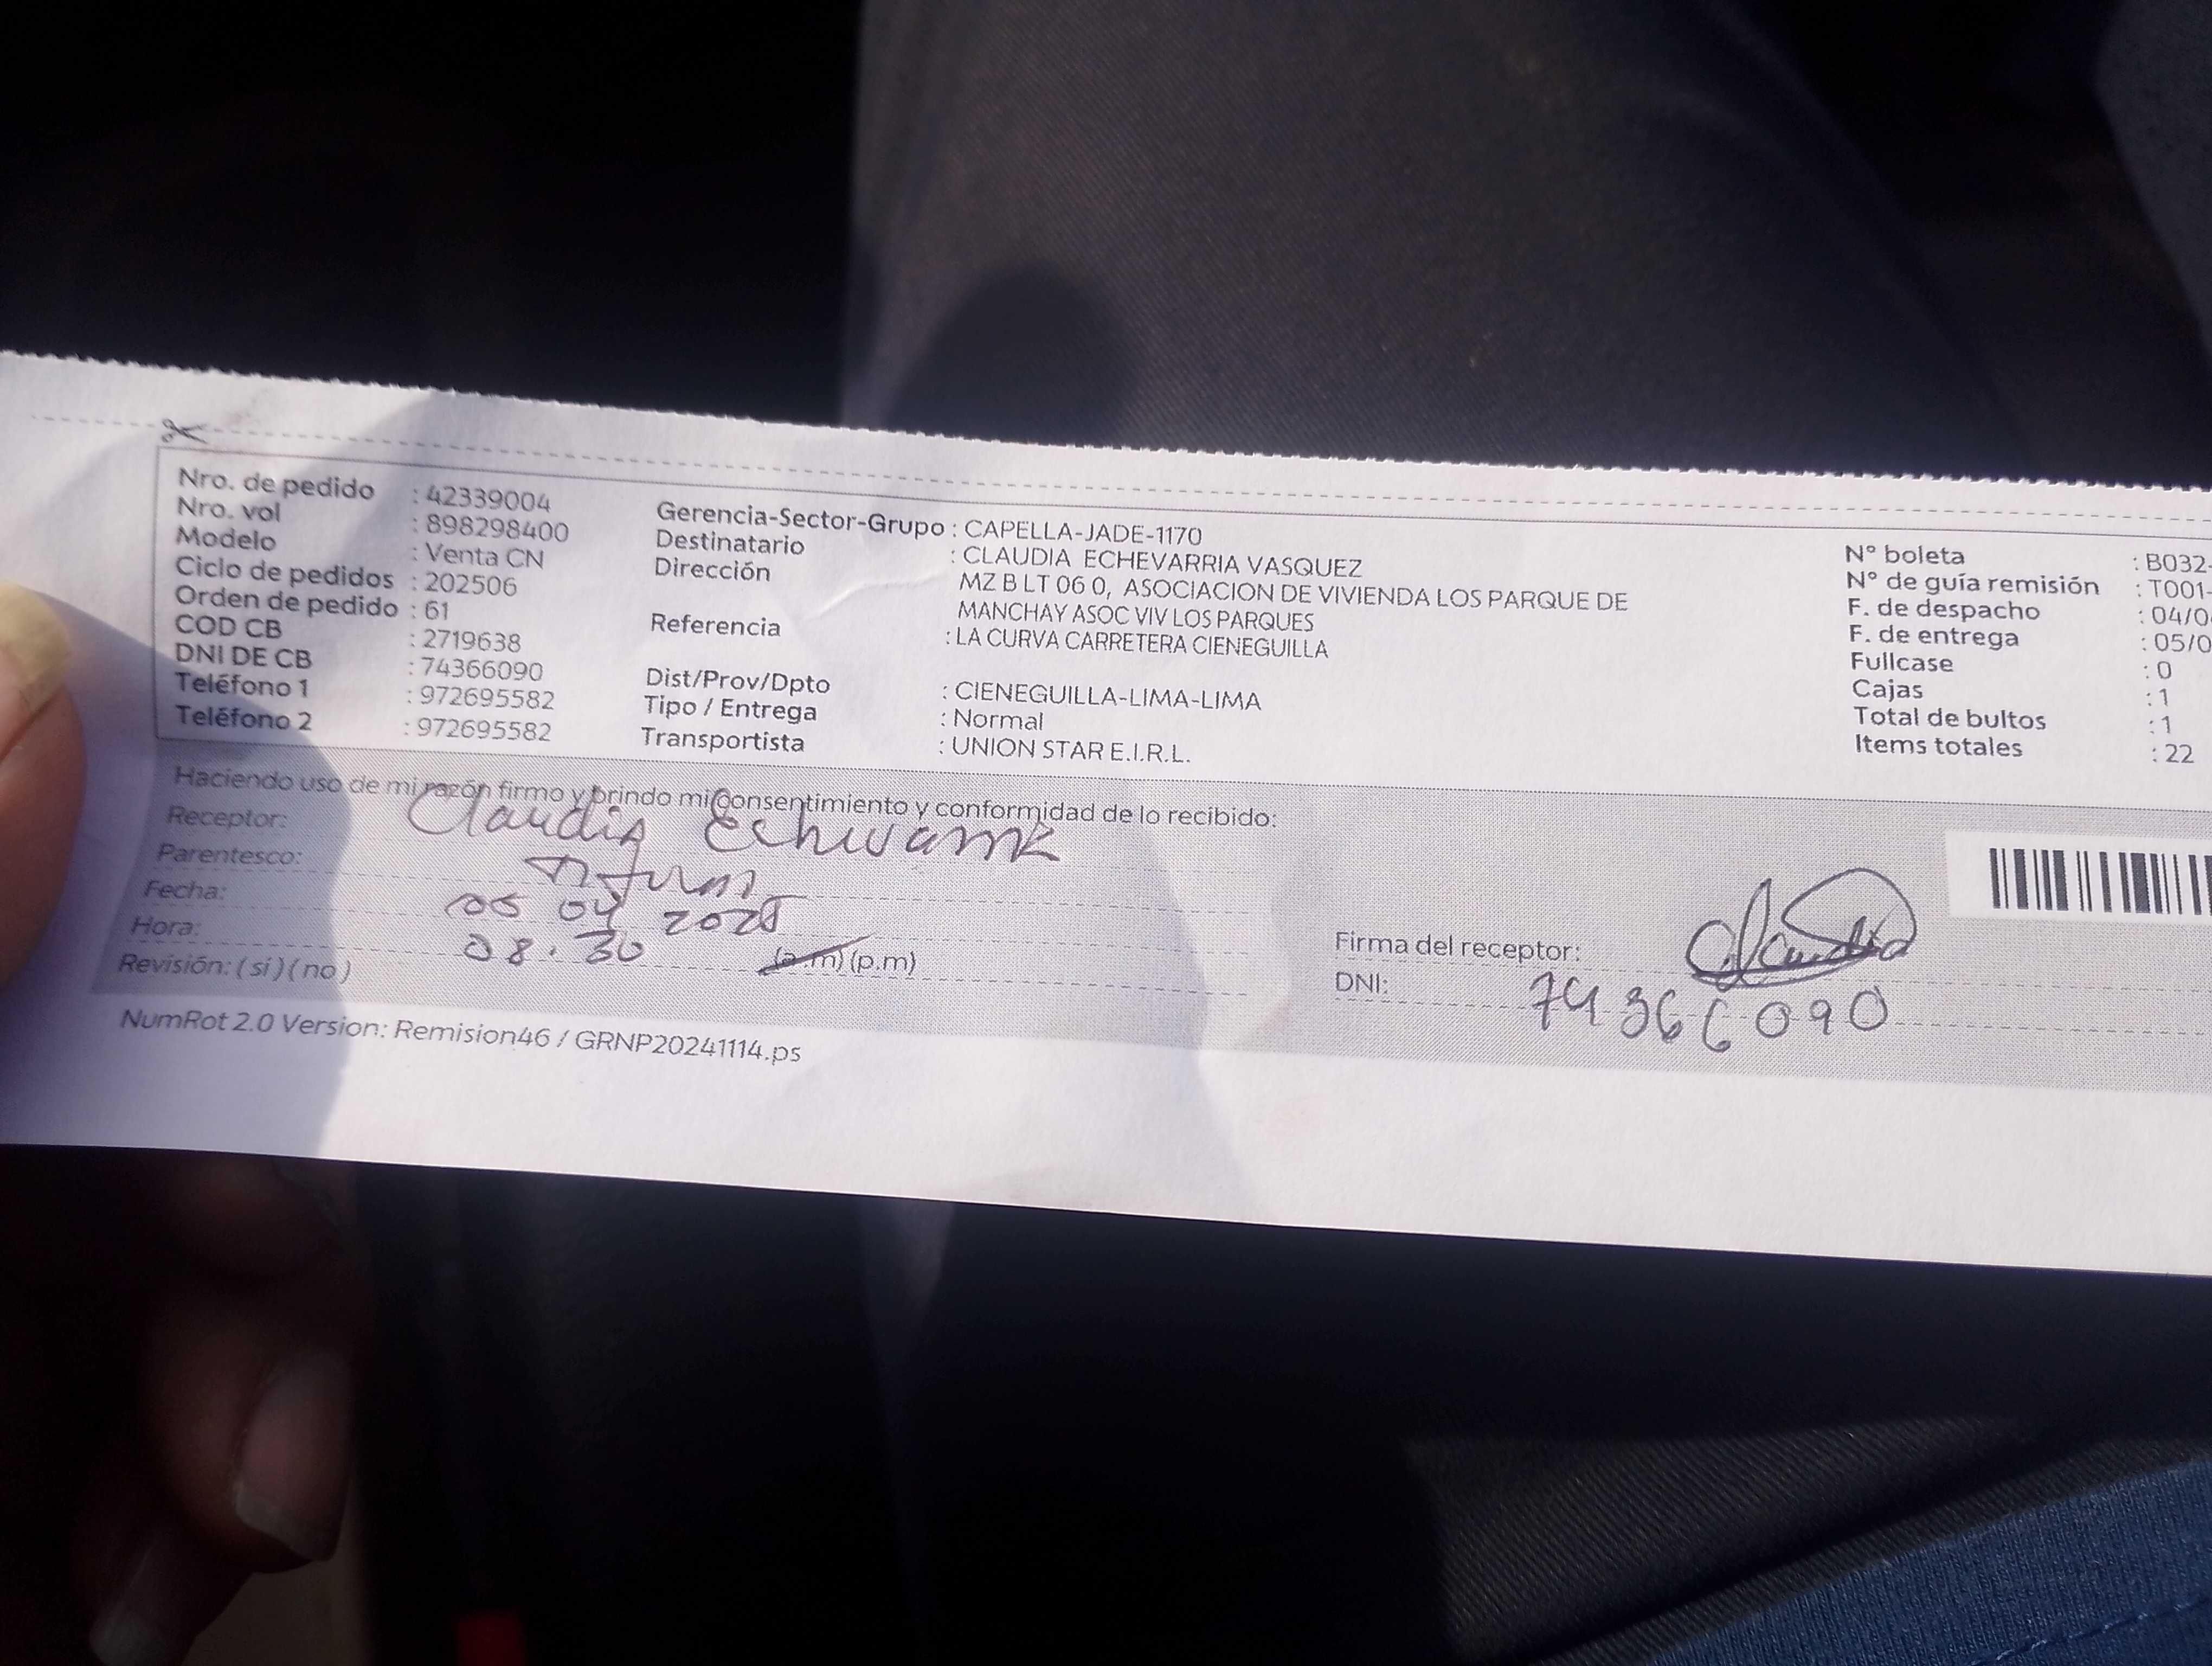 Nro. de pedido : 42339004
Nro. vol : 898298400
Modelo : Venta CN
Ciclo de pedidos : 202506
Orden de pedido : 61
COD CB : 2719638
DNI DE CB : 74366090
Teléfono 1 : 972695582
Teléfono 2 : 972695582
Gerencia-Sector-Grupo : CAPELLA-JADE-1170
Destinatario : CLAUDIA ECHEVARRIA VASQUEZ
Dirección MZ B LT 06 0, ASOCIACION DE VIVIENDA LOS PARQUE DE
MANCHAY ASOC VIV LOS PARQUES
Referencia : LA CURVA CARRETERA CIENEGUILLA
Dist/Prov/Dpto : CIENEGUILLA-LIMA-LIMA
Tipo / Entrega : Normal
Transportista : UNION STAR E.I.R.L.
N° boleta : B032-
N° de guía remisión : T001-
F. de despacho : 04/0
F. de entrega : 05/0
Fullcase : 0
Cajas : 1
Total de bultos : 1
Items totales : 22
Haciendo uso de mi razón firmo y brindo mi consentimiento y conformidad de lo recibido:
Receptor: Claudia
Parentesco:
Fecha: 05 04 2025
Hora: 08.30 (a.m) (p.m)
Revisión: (si) (no)
Firma del receptor: Claudia
DNI: 74366090
NumRot 2.0 Version: Remision46 / GRNP20241114.ps